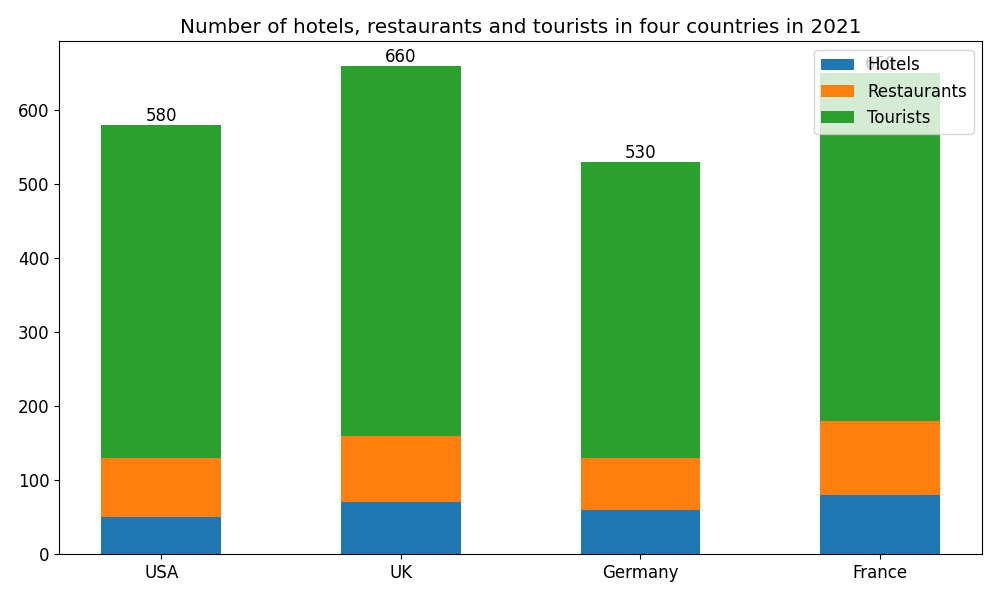 Number of hotels, restaurants and tourists in four countries in 2021
580
660
530
Hotels
Restaurants
Tourists
600
500
400
300
200
100
0
USA
UK
Germany
France